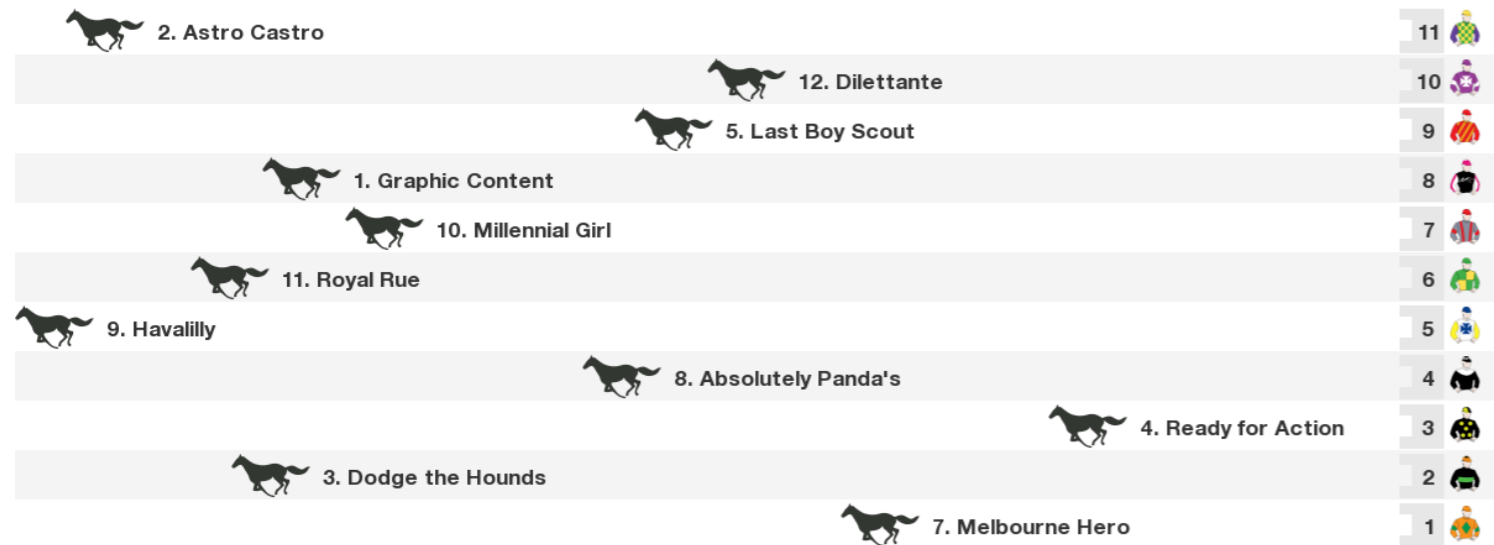 2. Astro Castro 11
12. Dilettante 10
5. Last Boy Scout 9
1. Graphic Content 8
10. Millennial Girl 7
11. Royal Rue 6
9. Havalilly 5
8. Absolutely Panda's 4
4. Ready for Action 3
3. Dodge the Hounds 2
7. Melbourne Hero 1